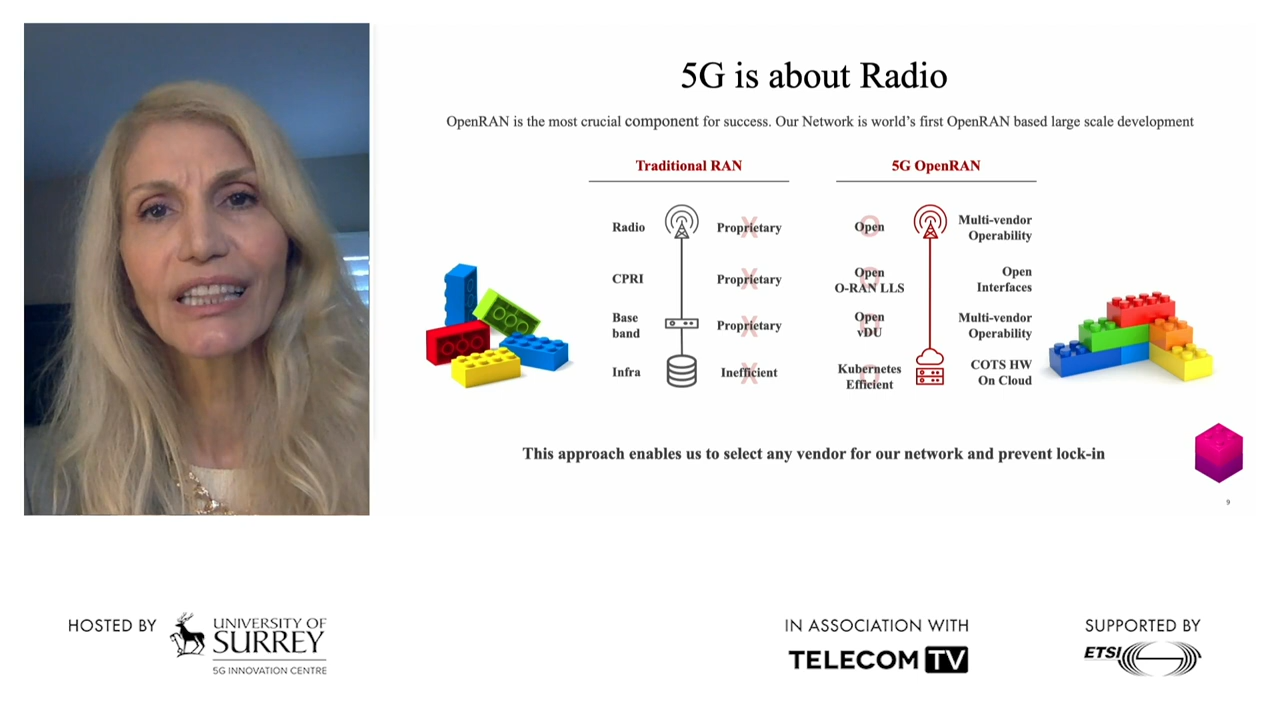 5G is about Radio
OpenRAN is the most crucial component for success. Our Network is world's first OpenRAN based large scale development
Traditional RAN
Radio
Proprietary
X
CPRI
Proprietary
X
Base
band
Proprietary
X
Infra
Inefficient
X
5G OpenRAN
Open
O
Multi-vendor
Operability
Open
O-RAN LLS
O
Open
Interfaces
Open
vDU
O
Multi-vendor
Operability
Kubernetes
Efficient
O
COTS HW
On Cloud
This approach enables us to select any vendor for our network and prevent lock-in
9
HOSTED BY
UNIVERSITY OF
SURREY
5G INNOVATION CENTRE
IN ASSOCIATION WITH
TELECOM TV
SUPPORTED BY
ETSI